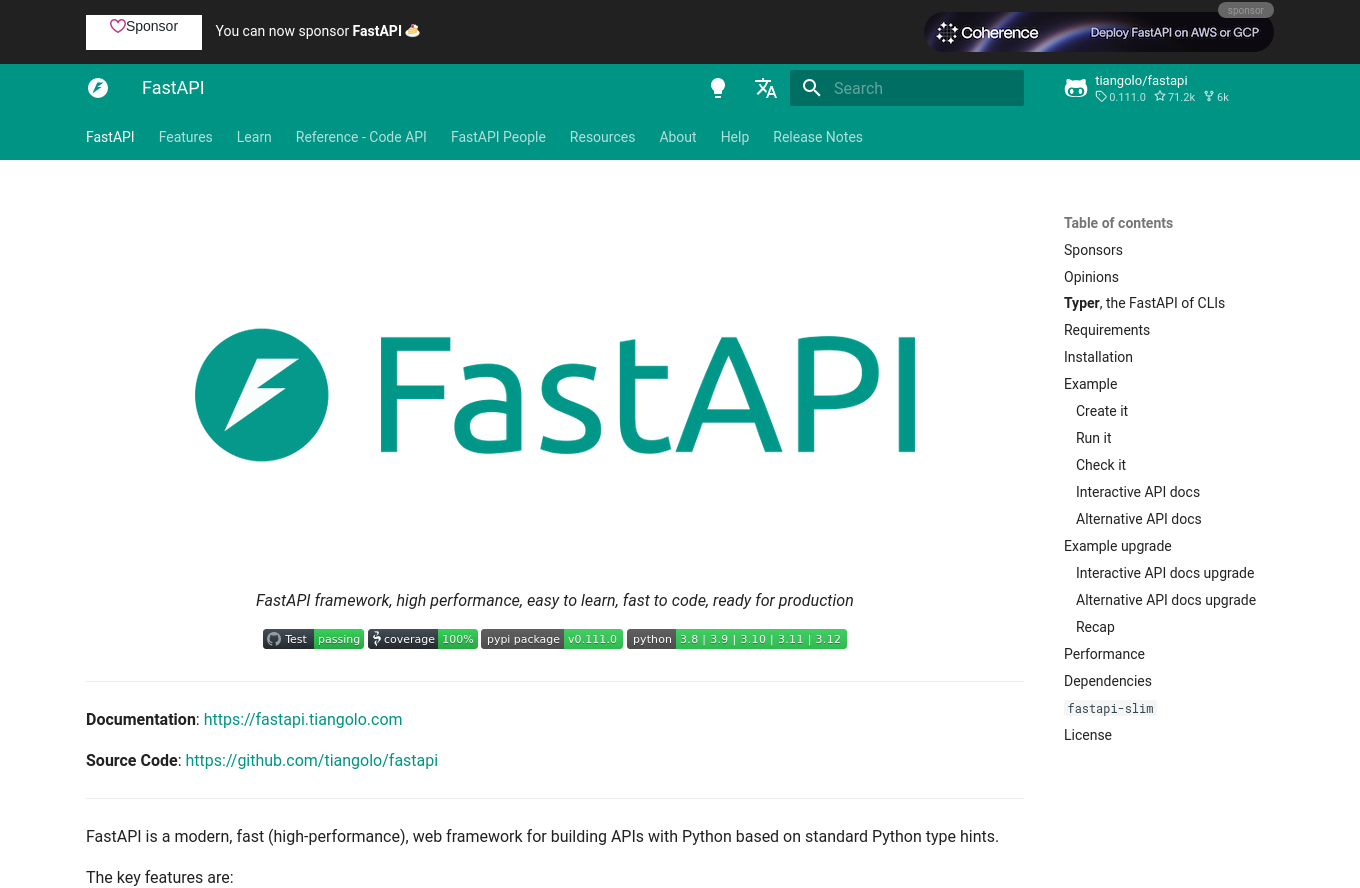 Sponsor
You can now sponsor FastAPI 🍰
sponsor
Coherence
Deploy FastAPI on AWS or GCP
FastAPI
Search
tiangolo/fastapi
0.111.0 71.2k 6k
FastAPI Features Learn Reference - Code API FastAPI People Resources About Help Release Notes
FastAPI
FastAPI framework, high performance, easy to learn, fast to code, ready for production
Test passing coverage 100% pypi package v0.111.0 python 3.8 | 3.9 | 3.10 | 3.11 | 3.12
Documentation: https://fastapi.tiangolo.com
Source Code: https://github.com/tiangolo/fastapi
FastAPI is a modern, fast (high-performance), web framework for building APIs with Python based on standard Python type hints.
The key features are:
Table of contents
Sponsors
Opinions
Typer, the FastAPI of CLIs
Requirements
Installation
Example
Create it
Run it
Check it
Interactive API docs
Alternative API docs
Example upgrade
Interactive API docs upgrade
Alternative API docs upgrade
Recap
Performance
Dependencies
fastapi-slim
License